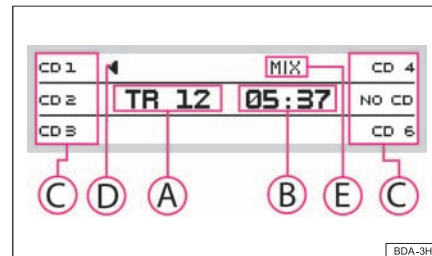 CD 1 MIX CD 4
CD 2 TR 12 05:37 NO CD
CD 3 CD 6
C D A B E C
BDA-3H